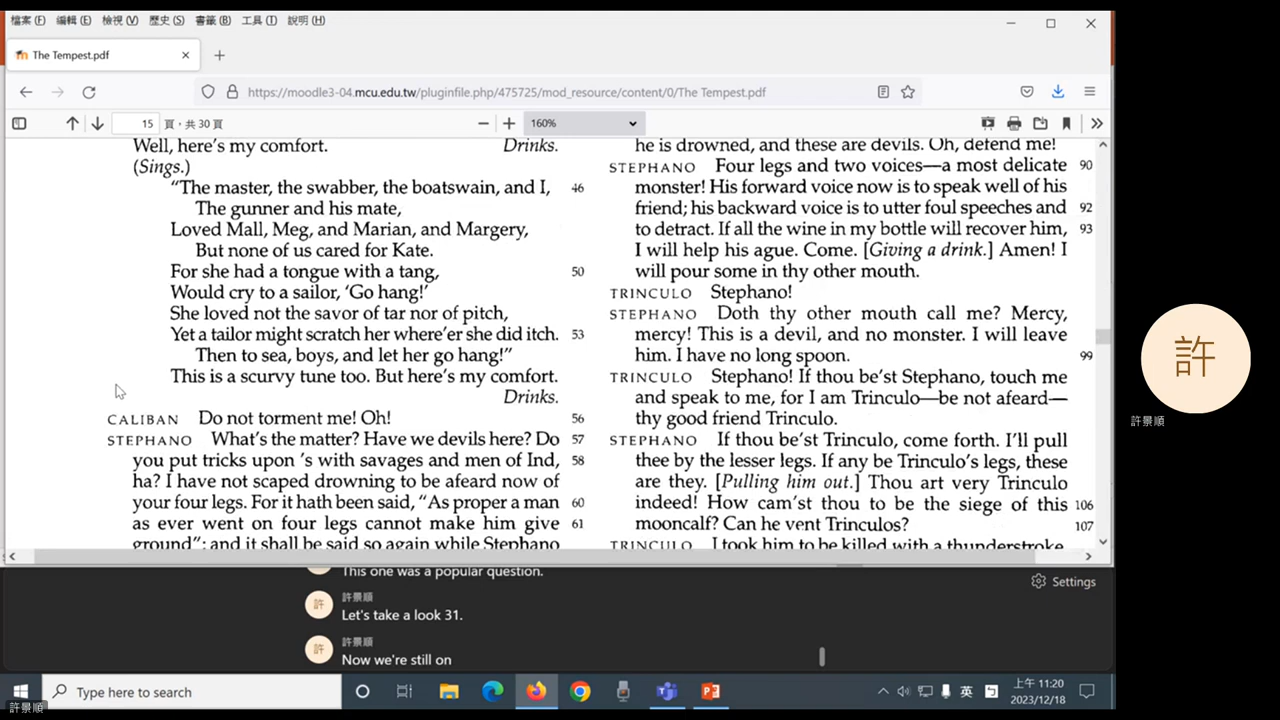 檔案(F) 編輯(E) 檢視(V) 歷史(S) 書籤(B) 工具(T) 說明(H)
The Tempest.pdf
https://moodle3-04.mcu.edu.tw/pluginfile.php/475725/mod_resource/content/0/The Tempest.pdf
15 頁，共 30 頁
160%
Well, here's my comfort. Drinks.
(Sings.)
"The master, the swabber, the boatswain, and I, 46
The gunner and his mate,
Loved Mall, Meg, and Marian, and Margery,
But none of us cared for Kate.
For she had a tongue with a tang, 50
Would cry to a sailor, 'Go hang!'
She loved not the savor of tar nor of pitch,
Yet a tailor might scratch her where'er she did itch. 53
Then to sea, boys, and let her go hang!"
This is a scurvy tune too. But here's my comfort.
Drinks.
CALIBAN Do not torment me! Oh! 56
STEPHANO What's the matter? Have we devils here? Do 57
you put tricks upon 's with savages and men of Ind, 58
ha? I have not scaped drowning to be afeard now of
your four legs. For it hath been said, "As proper a man 60
as ever went on four legs cannot make him give 61
ground"; and it shall be said so again while Stephano
he is drowned, and these are devils. Oh, defend me!
STEPHANO Four legs and two voices—a most delicate 90
monster! His forward voice now is to speak well of his
friend; his backward voice is to utter foul speeches and 92
to detract. If all the wine in my bottle will recover him, 93
I will help his ague. Come. [Giving a drink.] Amen! I
will pour some in thy other mouth.
TRINCULO Stephano!
STEPHANO Doth thy other mouth call me? Mercy,
mercy! This is a devil, and no monster. I will leave
him. I have no long spoon. 99
TRINCULO Stephano! If thou be'st Stephano, touch me
and speak to me, for I am Trinculo—be not afeard—
thy good friend Trinculo.
STEPHANO If thou be'st Trinculo, come forth. I'll pull
thee by the lesser legs. If any be Trinculo's legs, these
are they. [Pulling him out.] Thou art very Trinculo
indeed! How cam'st thou to be the siege of this 106
mooncalf? Can he vent Trinculos? 107
TRINCULO I took him to be killed with a thunderstroke.
許
許景順
This one was a popular question.
許
許景順
Let's take a look 31.
許
許景順
Now we're still on
Settings
Type here to search
英
上午 11:20
2023/12/18
許景順